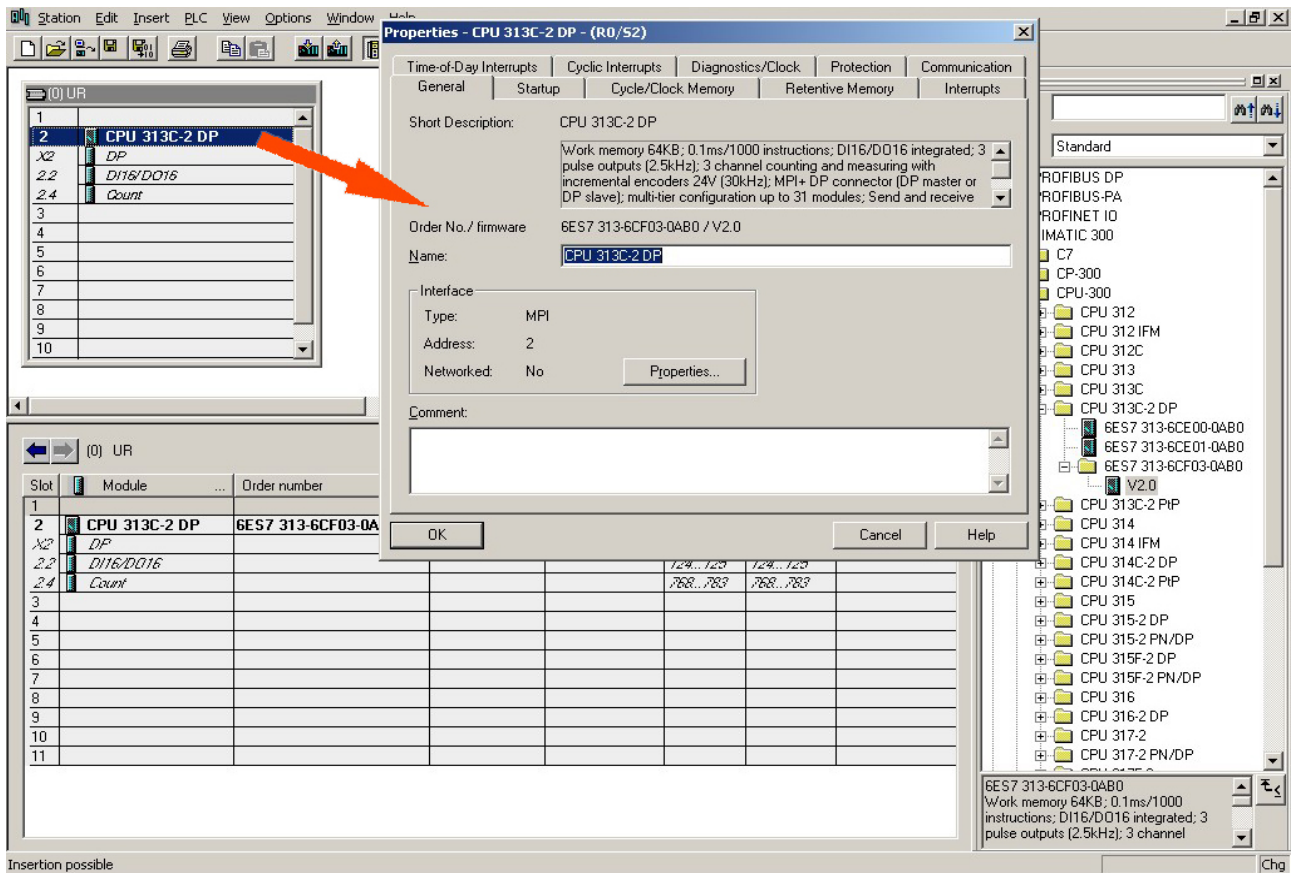 Station Edit Insert PLC View Options Window Help
Properties - CPU 313C-2 DP - (R0/S2)
Time-of-Day Interrupts Cyclic Interrupts Diagnostics/Clock Protection Communication
General Startup Cycle/Clock Memory Retentive Memory Interrupts
Short Description: CPU 313C-2 DP
Work memory 64KB; 0.1ms/1000 instructions; DI16/DO16 integrated; 3
pulse outputs (2.5kHz); 3 channel counting and measuring with
incremental encoders 24V (30kHz); MPI+ DP connector (DP master or
DP slave); multi-tier configuration up to 31 modules; Send and receive
Order No./ firmware 6ES7 313-6CF03-0AB0 / V2.0
Name: CPU 313C-2 DP
Interface
Type: MPI
Address: 2
Networked: No
Properties...
Comment:
OK Cancel Help
(0) UR
1
2 CPU 313C-2 DP
X2 DP
2.2 DI16/DO16
2.4 Count
3
4
5
6
7
8
9
10
(0) UR
Slot Module ... Order number
1
2 CPU 313C-2 DP 6ES7 313-6CF03-0A
X2 DP
2.2 DI16/DO16 124...125 124...125
2.4 Count 768...783 768...783
3
4
5
6
7
8
9
10
11
Standard
ROFIBUS DP
ROFIBUS-PA
ROFINET IO
IMATIC 300
C7
CP-300
CPU-300
CPU 312
CPU 312 IFM
CPU 312C
CPU 313
CPU 313C
CPU 313C-2 DP
6ES7 313-6CE00-0AB0
6ES7 313-6CE01-0AB0
6ES7 313-6CF03-0AB0
V2.0
CPU 313C-2 PtP
CPU 314
CPU 314 IFM
CPU 314C-2 DP
CPU 314C-2 PtP
CPU 315
CPU 315-2 DP
CPU 315-2 PN/DP
CPU 315F-2 DP
CPU 315F-2 PN/DP
CPU 316
CPU 316-2 DP
CPU 317-2
CPU 317-2 PN/DP
6ES7 313-6CF03-0AB0
Work memory 64KB; 0.1ms/1000
instructions; DI16/DO16 integrated; 3
pulse outputs (2.5kHz); 3 channel
Insertion possible
Chg